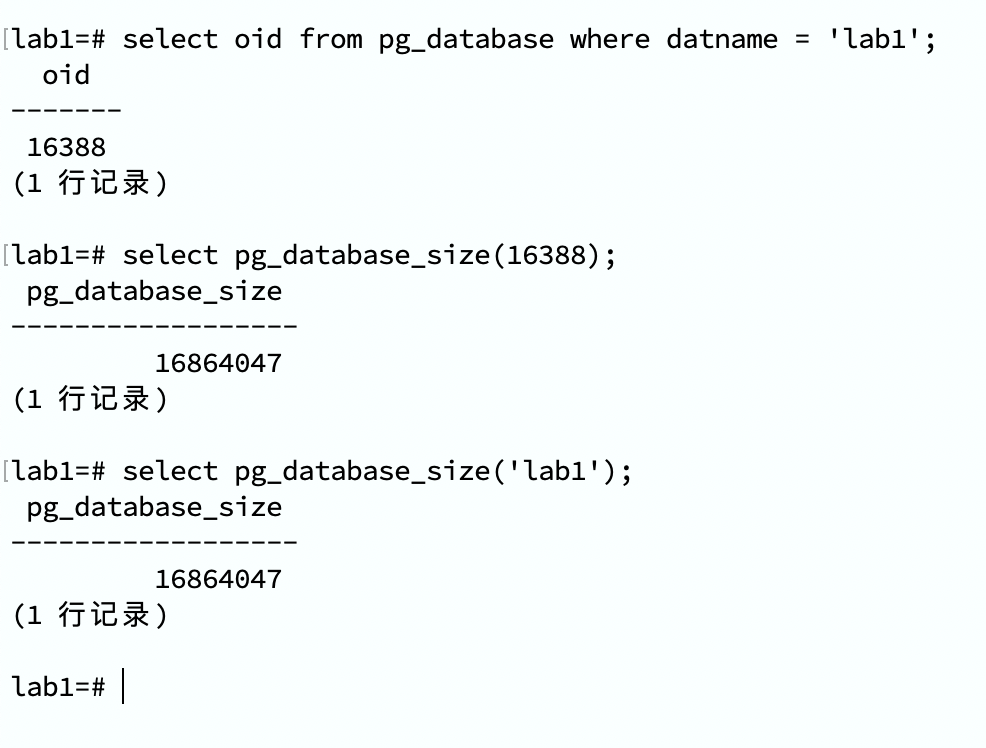 [lab1=# select oid from pg_database where datname = 'lab1';
  oid
-------
 16388
(1 行记录)
[lab1=# select pg_database_size(16388);
 pg_database_size
------------------
         16864047
(1 行记录)
[lab1=# select pg_database_size('lab1');
 pg_database_size
------------------
         16864047
(1 行记录)
lab1=#